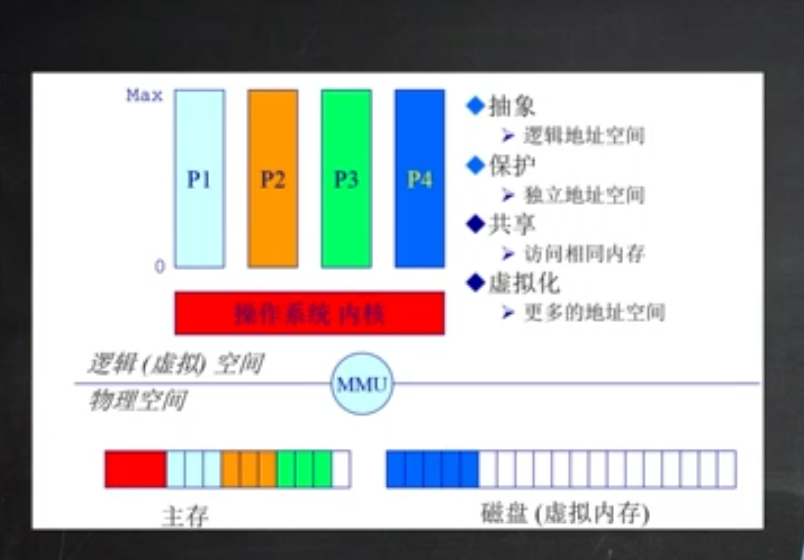 Max
P1
P2
P3
P4
0
操作系统 内核
◆抽象
➢ 逻辑地址空间
◆保护
➢ 独立地址空间
◆共享
➢ 访问相同内存
◆虚拟化
➢ 更多的地址空间
逻辑 (虚拟) 空间
MMU
物理空间
主存
磁盘 (虚拟内存)